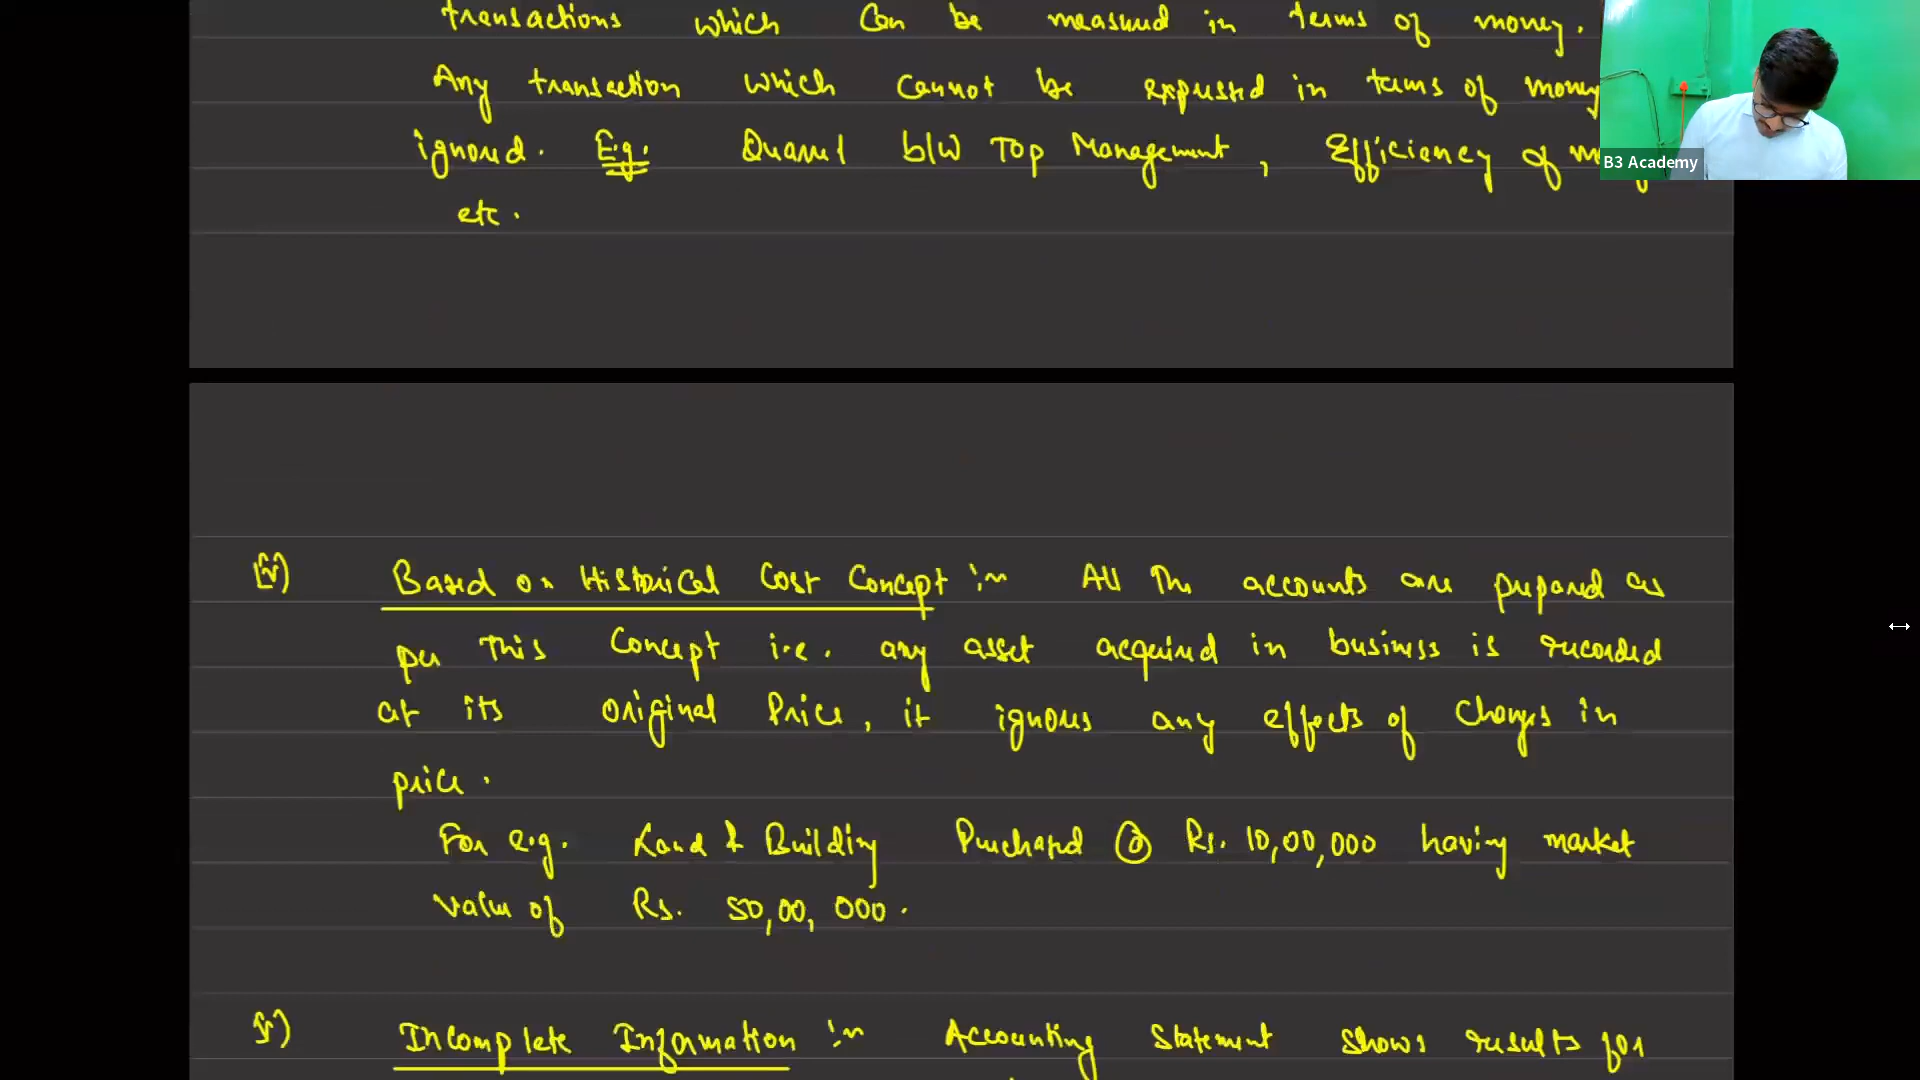 transactions which can be measured in terms of money.
Any transaction which cannot be expressed in terms of money
ignored. E.g. Quarrel b/w Top Management, Efficiency of
etc.
B3 Academy
Based on Historical Cost Concept :~ All the accounts are prepared as
per this Concept i.e. any asset acquired in business is recorded
at its original Price, it ignores any effects of changes in
price.
For e.g. Land & Building Purchased @ Rs. 10,00,000 having market
value of Rs. 50,00,000.
Incomplete Information :~ Accounting Statement shows results for